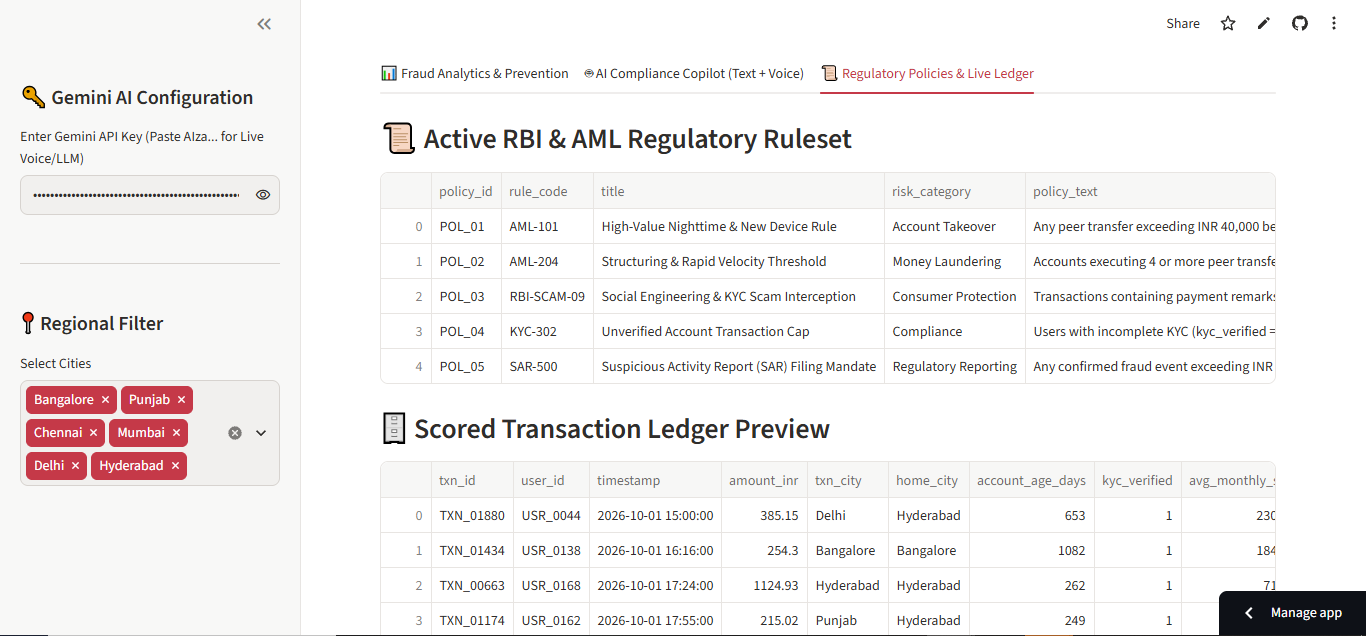 Share
Gemini AI Configuration
Enter Gemini API Key (Paste AIza... for Live
Voice/LLM)
Regional Filter
Select Cities
Bangalore × Punjab ×
Chennai × Mumbai ×
Delhi × Hyderabad ×
Fraud Analytics & Prevention AI Compliance Copilot (Text + Voice) Regulatory Policies & Live Ledger
Active RBI & AML Regulatory Ruleset
policy_id rule_code title risk_category policy_text
0 POL_01 AML-101 High-Value Nighttime & New Device Rule Account Takeover Any peer transfer exceeding INR 40,000 be
1 POL_02 AML-204 Structuring & Rapid Velocity Threshold Money Laundering Accounts executing 4 or more peer transfe
2 POL_03 RBI-SCAM-09 Social Engineering & KYC Scam Interception Consumer Protection Transactions containing payment remarks
3 POL_04 KYC-302 Unverified Account Transaction Cap Compliance Users with incomplete KYC (kyc_verified =
4 POL_05 SAR-500 Suspicious Activity Report (SAR) Filing Mandate Regulatory Reporting Any confirmed fraud event exceeding INR
Scored Transaction Ledger Preview
txn_id user_id timestamp amount_inr txn_city home_city account_age_days kyc_verified avg_monthly_s
0 TXN_01880 USR_0044 2026-10-01 15:00:00 385.15 Delhi Hyderabad 653 1 230
1 TXN_01434 USR_0138 2026-10-01 16:16:00 254.3 Bangalore Bangalore 1082 1 184
2 TXN_00663 USR_0168 2026-10-01 17:24:00 1124.93 Hyderabad Hyderabad 262 1 71
3 TXN_01174 USR_0162 2026-10-01 17:55:00 215.02 Punjab Hyderabad 249 1
Manage app